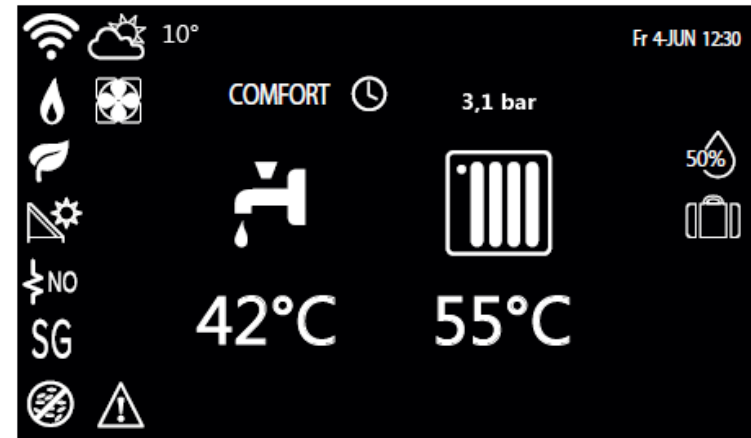 10°
Fr 4-JUN 12:30
COMFORT
3,1 bar
50%
NO
SG
42°C
55°C